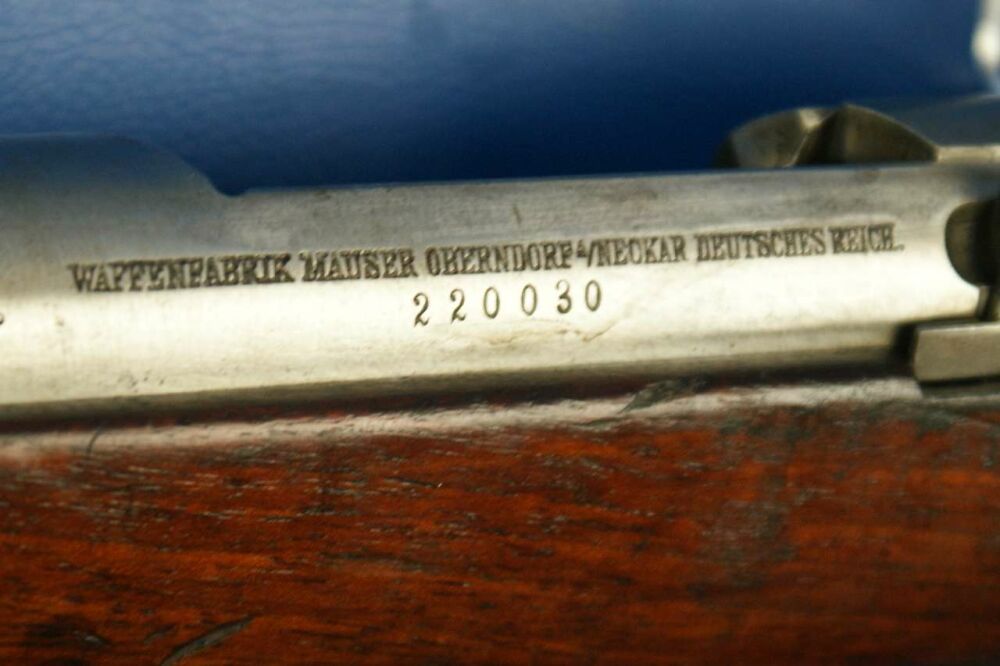 WAFFENFABRIK MAUSER OBERNDORF A/NECKAR DEUTSCHES REICH.
220030